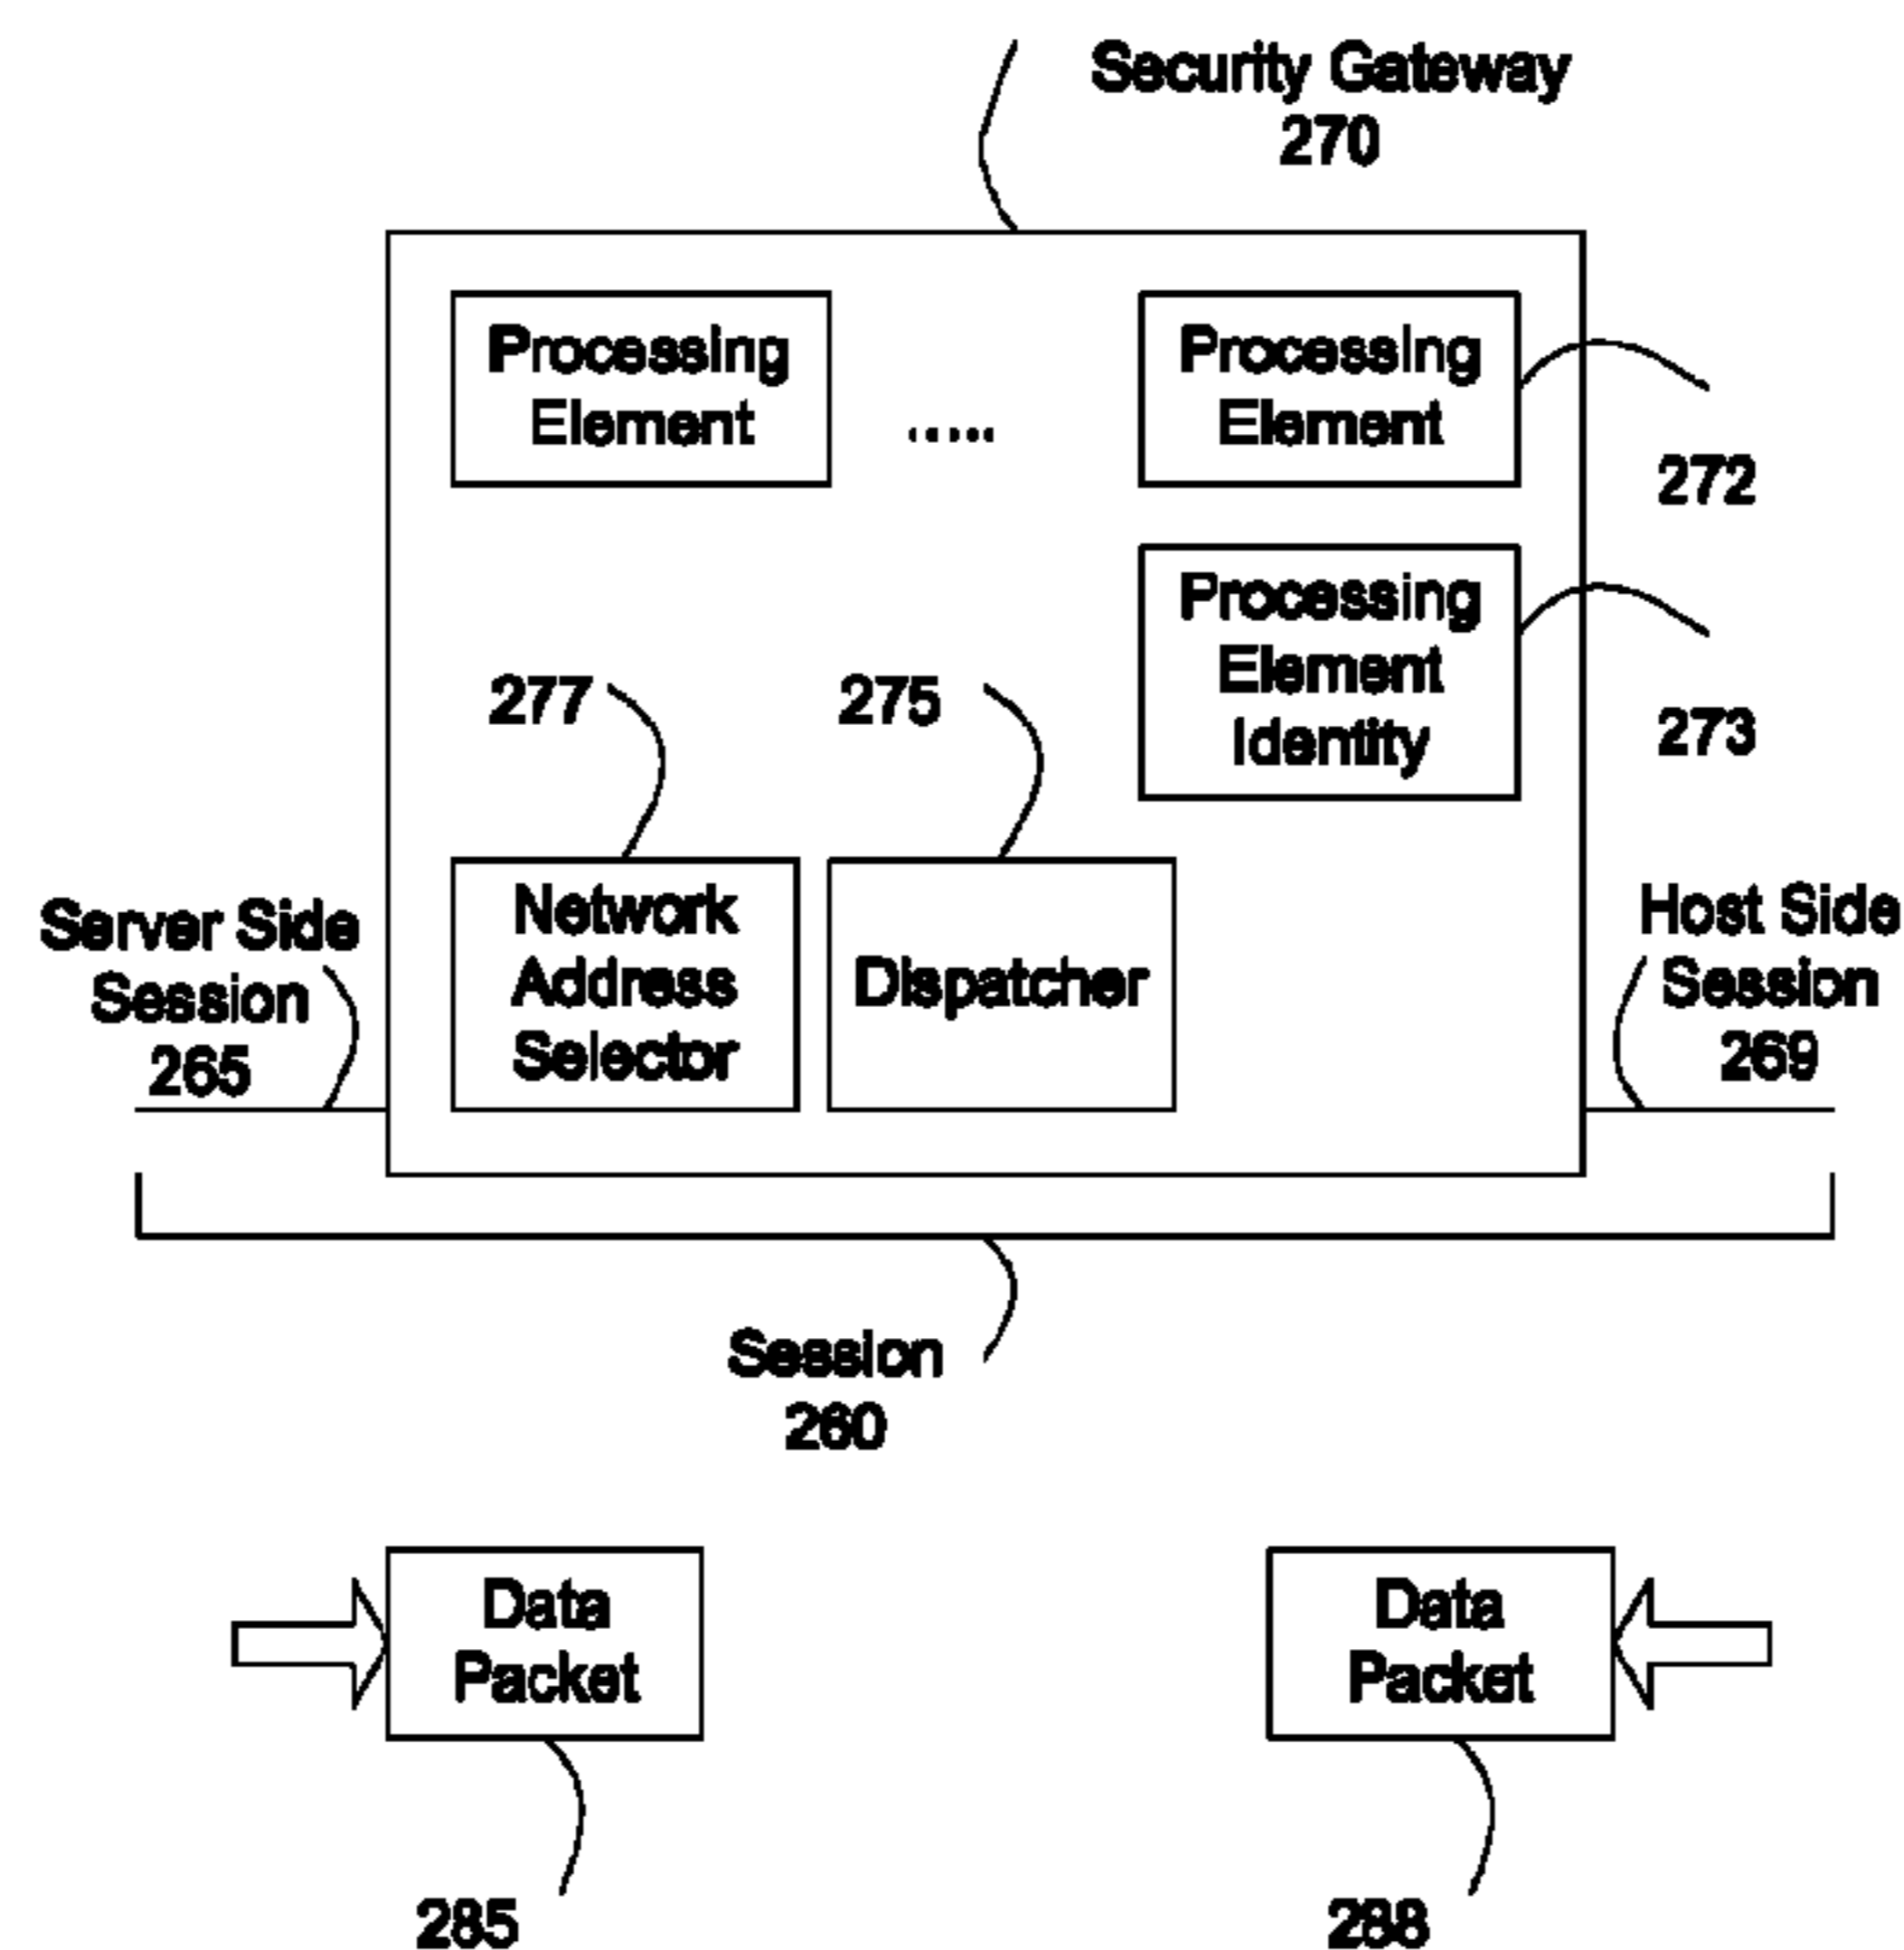 Security Gateway
270
Processing
Element
.....
Processing
Element
272
Processing
Element
Identity
273
277
275
Network
Address
Selector
Dispatcher
Server Side
Session
265
Host Side
Session
269
Session
260
Data
Packet
285
Data
Packet
288